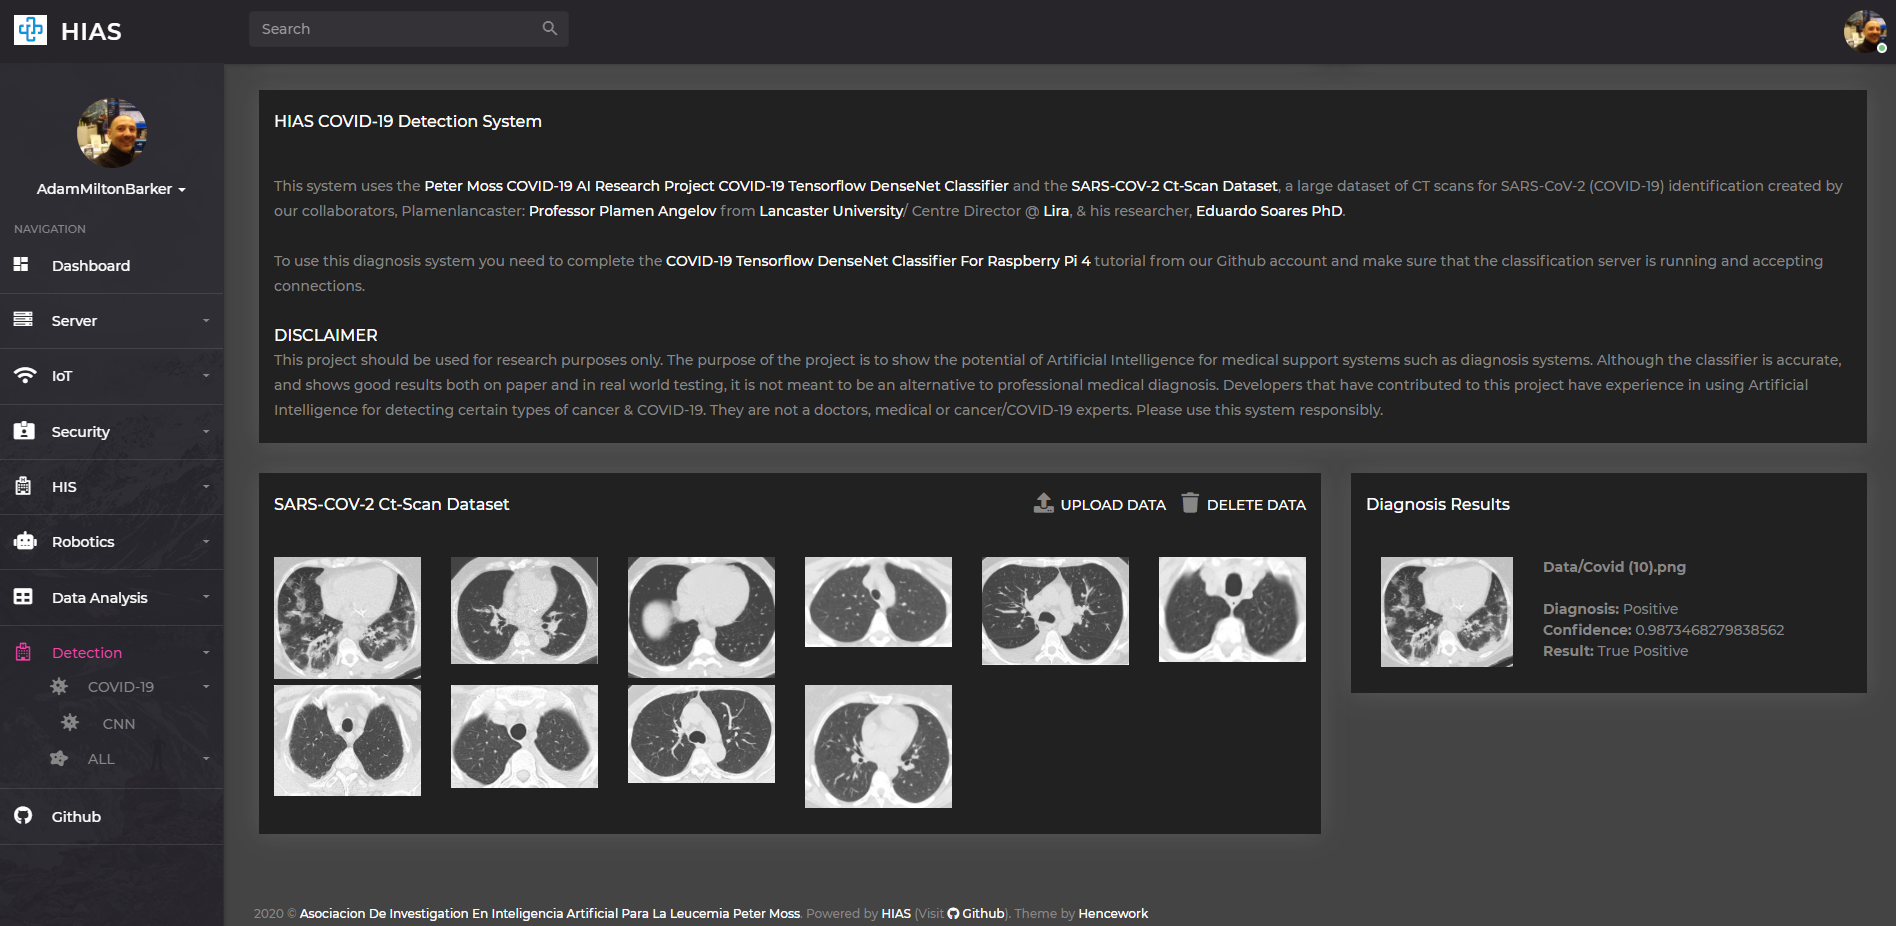 HIAS
Search
AdamMiltonBarker
NAVIGATION
Dashboard
Server
IoT
Security
HIS
Robotics
Data Analysis
Detection
COVID-19
CNN
ALL
Github
HIAS COVID-19 Detection System
This system uses the Peter Moss COVID-19 AI Research Project COVID-19 Tensorflow DenseNet Classifier and the SARS-COV-2 Ct-Scan Dataset, a large dataset of CT scans for SARS-CoV-2 (COVID-19) identification created by
our collaborators, Plamenlancaster: Professor Plamen Angelov from Lancaster University/ Centre Director @ Lira, & his researcher, Eduardo Soares PhD.
To use this diagnosis system you need to complete the COVID-19 Tensorflow DenseNet Classifier For Raspberry Pi 4 tutorial from our Github account and make sure that the classification server is running and accepting
connections.
DISCLAIMER
This project should be used for research purposes only. The purpose of the project is to show the potential of Artificial Intelligence for medical support systems such as diagnosis systems. Although the classifier is accurate,
and shows good results both on paper and in real world testing, it is not meant to be an alternative to professional medical diagnosis. Developers that have contributed to this project have experience in using Artificial
Intelligence for detecting certain types of cancer & COVID-19. They are not a doctors, medical or cancer/COVID-19 experts. Please use this system responsibly.
SARS-COV-2 Ct-Scan Dataset
UPLOAD DATA
DELETE DATA
Diagnosis Results
Data/Covid (10).png
Diagnosis: Positive
Confidence: 0.9873468279838562
Result: True Positive
2020 © Asociacion De Investigation En Inteligencia Artificial Para La Leucemia Peter Moss. Powered by HIAS (Visit Github). Theme by Hencework